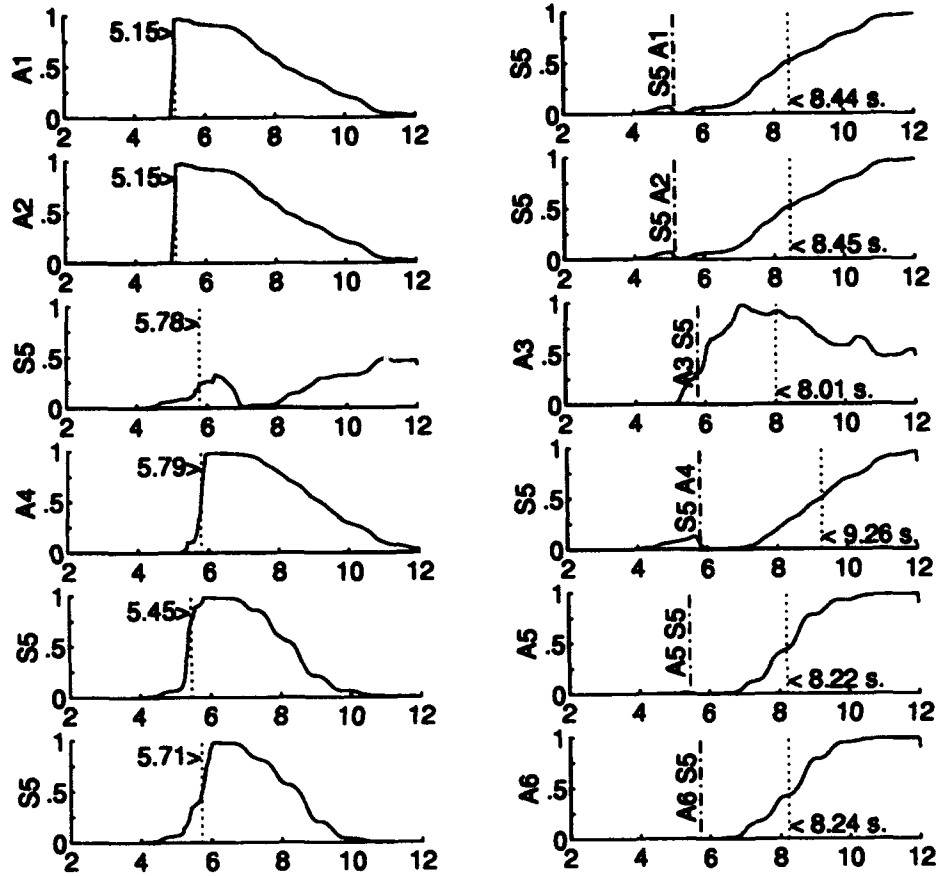 1
A1
.5
0
5.15>
2 4 6 8 10 12
1
S5
.5
0
S5 A1
< 8.44 s.
2 4 6 8 10 12
1
A2
.5
0
5.15>
2 4 6 8 10 12
1
S5
.5
0
S5 A2
< 8.45 s.
2 4 6 8 10 12
1
S5
.5
0
5.78>
2 4 6 8 10 12
1
A3
.5
0
A3 S5
< 8.01 s.
2 4 6 8 10 12
1
A4
.5
0
5.79>
2 4 6 8 10 12
1
S5
.5
0
S5 A4
< 9.26 s.
2 4 6 8 10 12
1
S5
.5
0
5.45>
2 4 6 8 10 12
1
A5
.5
0
A5 S5
< 8.22 s.
2 4 6 8 10 12
1
S5
.5
0
5.71>
2 4 6 8 10 12
1
A6
.5
0
A6 S5
< 8.24 s.
2 4 6 8 10 12